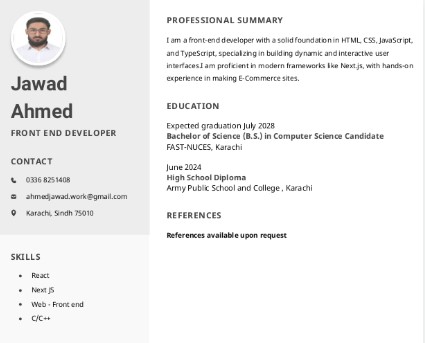 Jawad
Ahmed
FRONT END DEVELOPER
CONTACT
0336 8251408
ahmedjawad.work@gmail.com
Karachi, Sindh 75010
SKILLS
React
Next JS
Web - Front end
C/C++
PROFESSIONAL SUMMARY
I am a front-end developer with a solid foundation in HTML, CSS, JavaScript,
and TypeScript, specializing in building dynamic and interactive user
interfaces I am proficient in modern frameworks like Next.js, with hands-on
experience in making E-Commerce sites.
EDUCATION
Expected graduation July 2028
Bachelor of Science (B.S.) in Computer Science Candidate
FAST-NUCES, Karachi
June 2024
High School Diploma
Army Public School and College , Karachi
REFERENCES
References available upon request